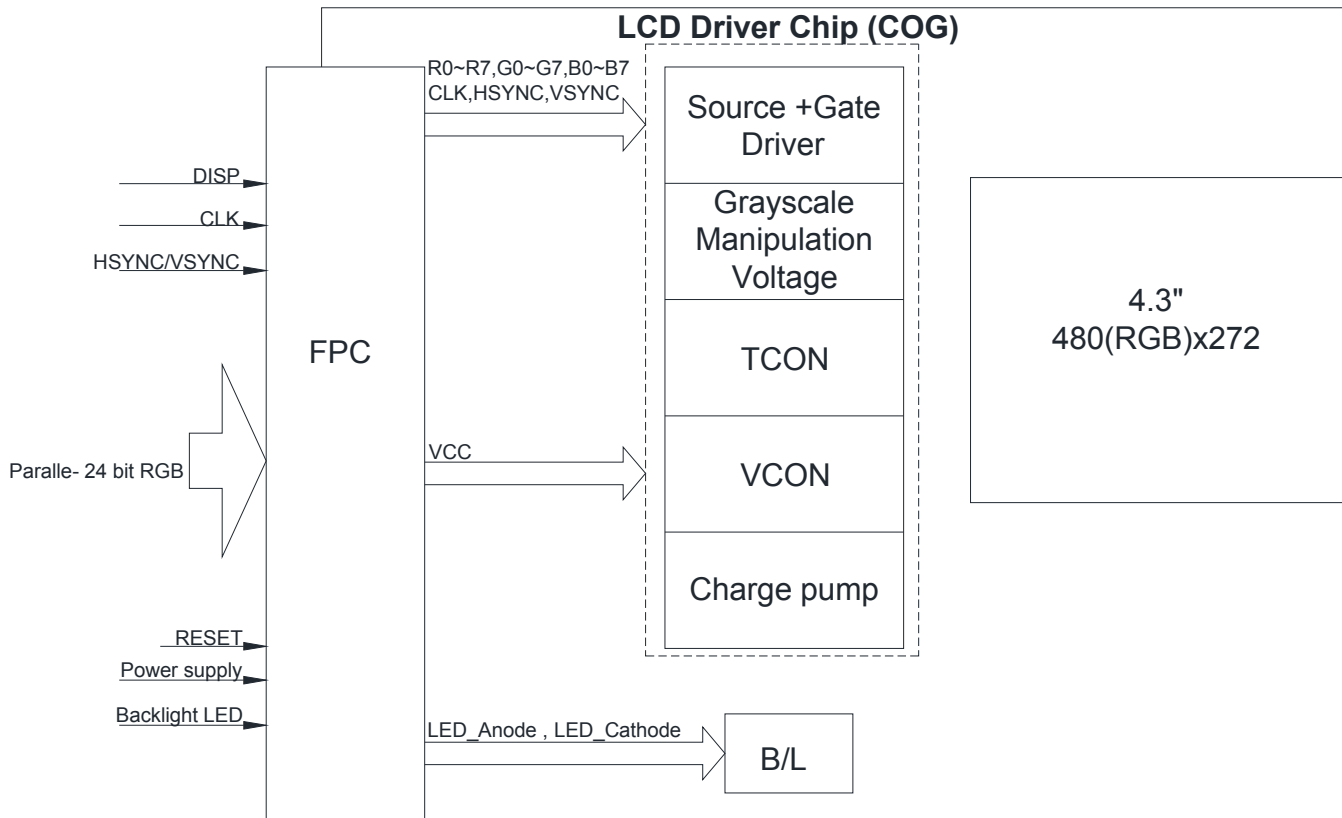 LCD Driver Chip (COG)
R0~R7,G0~G7,B0~B7
CLK,HSYNC,VSYNC
Source +Gate
Driver
DISP
CLK
HSYNC/VSYNC
Grayscale
Manipulation
Voltage
4.3"
480(RGB)x272
FPC
TCON
Paralle- 24 bit RGB
VCC
VCON
Charge pump
RESET
Power supply
Backlight LED
LED_Anode , LED_Cathode
B/L